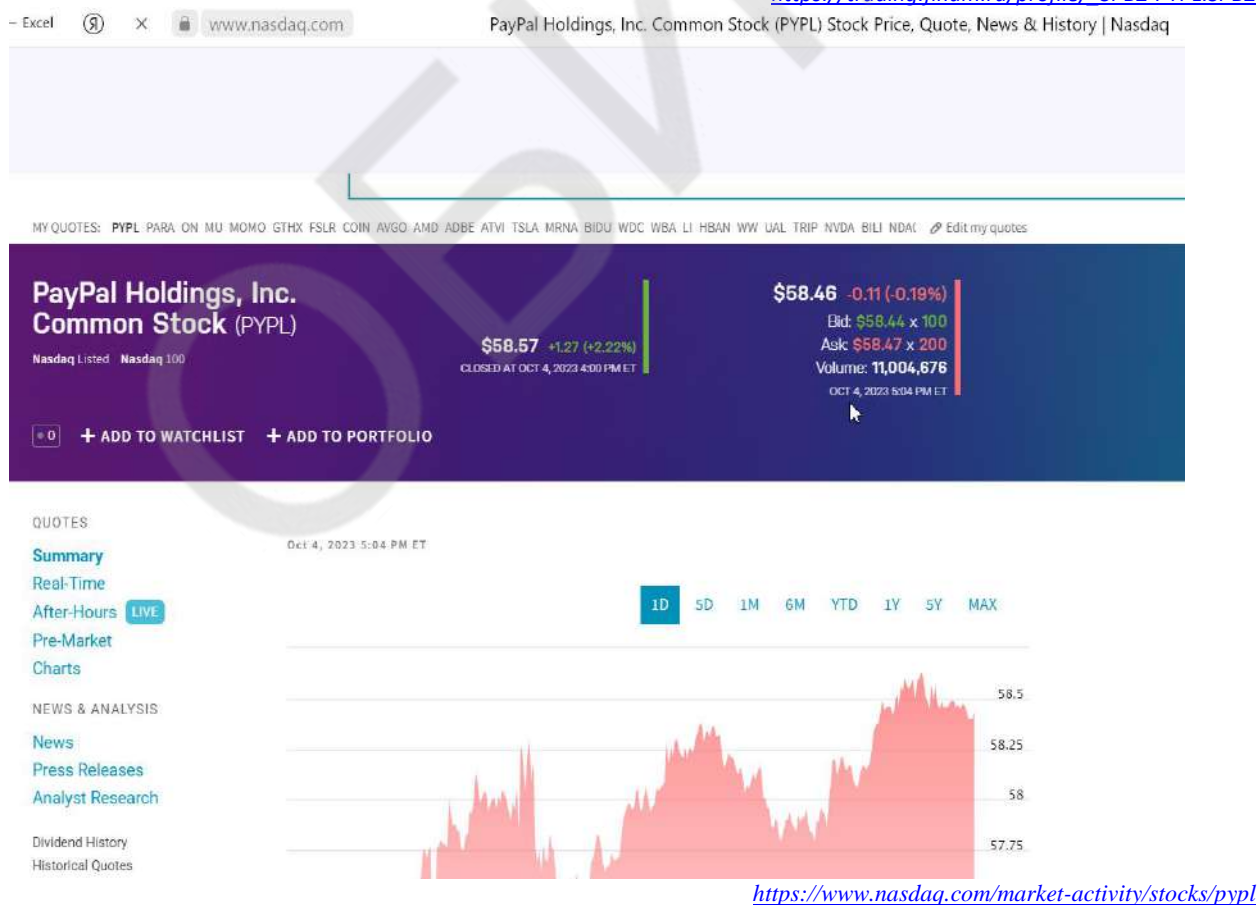 – Excel Я × www.nasdaq.com PayPal Holdings, Inc. Common Stock (PYPL) Stock Price, Quote, News & History | Nasdaq
MY QUOTES: PYPL PARA ON MU MOMO GTHX FSLR COIN AVGO AMD ADBE ATVI TSLA MRNA BIDU WDC WBA LI HBAN WW UAL TRIP NVDA BILI Edit my quotes
PayPal Holdings, Inc.
Common Stock (PYPL)
Nasdaq Listed Nasdaq 100
$58.57 +1.27 (+2.22%)
CLOSED AT OCT 4, 2023 4:00 PM ET
$58.46 -0.11 (-0.19%)
Bid: $58.44 x 100
Ask: $58.47 x 200
Volume: 11,004,676
OCT 4, 2023 5:04 PM ET
0 + ADD TO WATCHLIST + ADD TO PORTFOLIO
QUOTES
Summary
Real-Time
After-Hours LIVE
Pre-Market
Charts
NEWS & ANALYSIS
News
Press Releases
Analyst Research
Dividend History
Historical Quotes
Oct 4, 2023 5:04 PM ET
1D 5D 1M 6M YTD 1Y 5Y MAX
58.5
58.25
58
57.75
https://www.nasdaq.com/market-activity/stocks/pypl